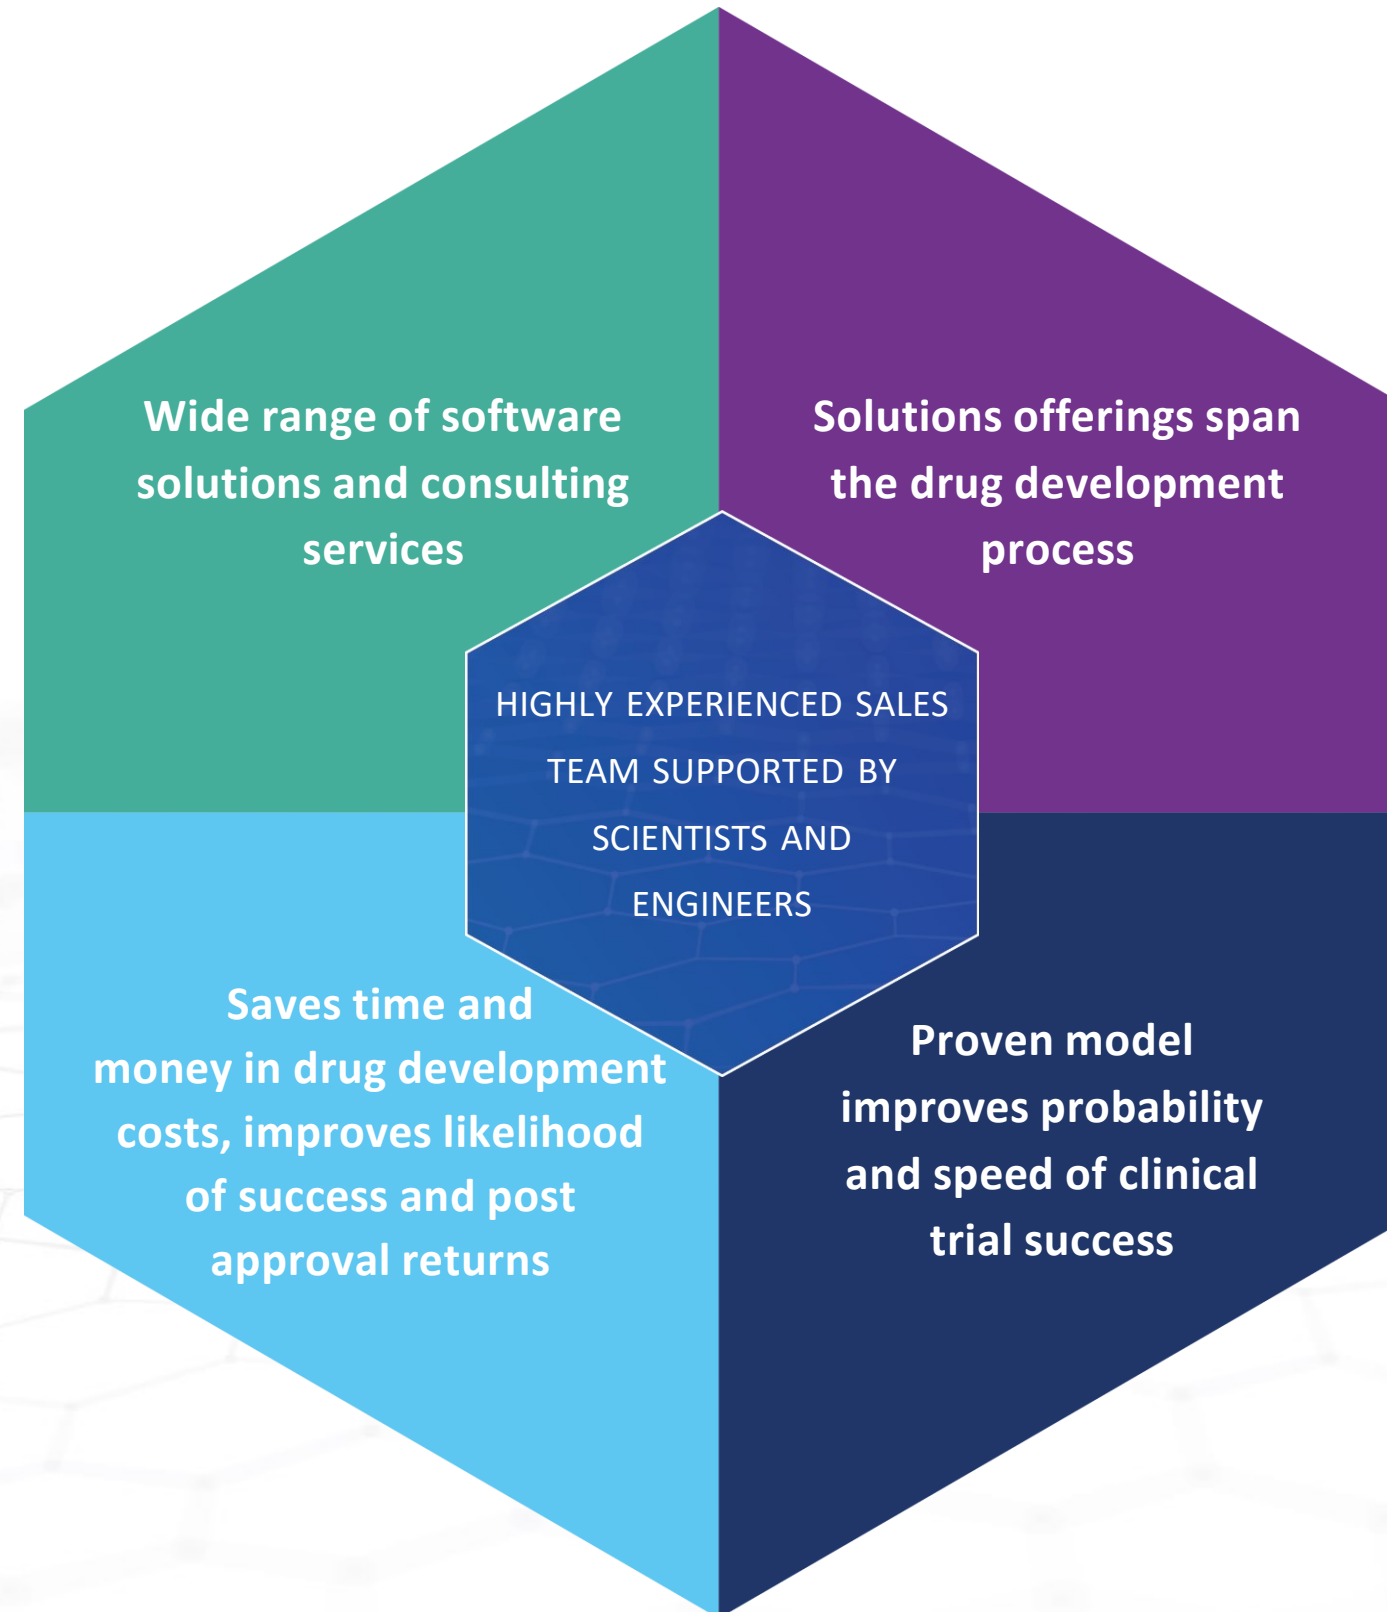 Wide range of software
solutions and consulting
services
Solutions offerings span
the drug development
process
HIGHLY EXPERIENCED SALES
TEAM SUPPORTED BY
SCIENTISTS AND
ENGINEERS
Saves time and
money in drug development
costs, improves likelihood
of success and post
approval returns
Proven model
improves probability
and speed of clinical
trial success